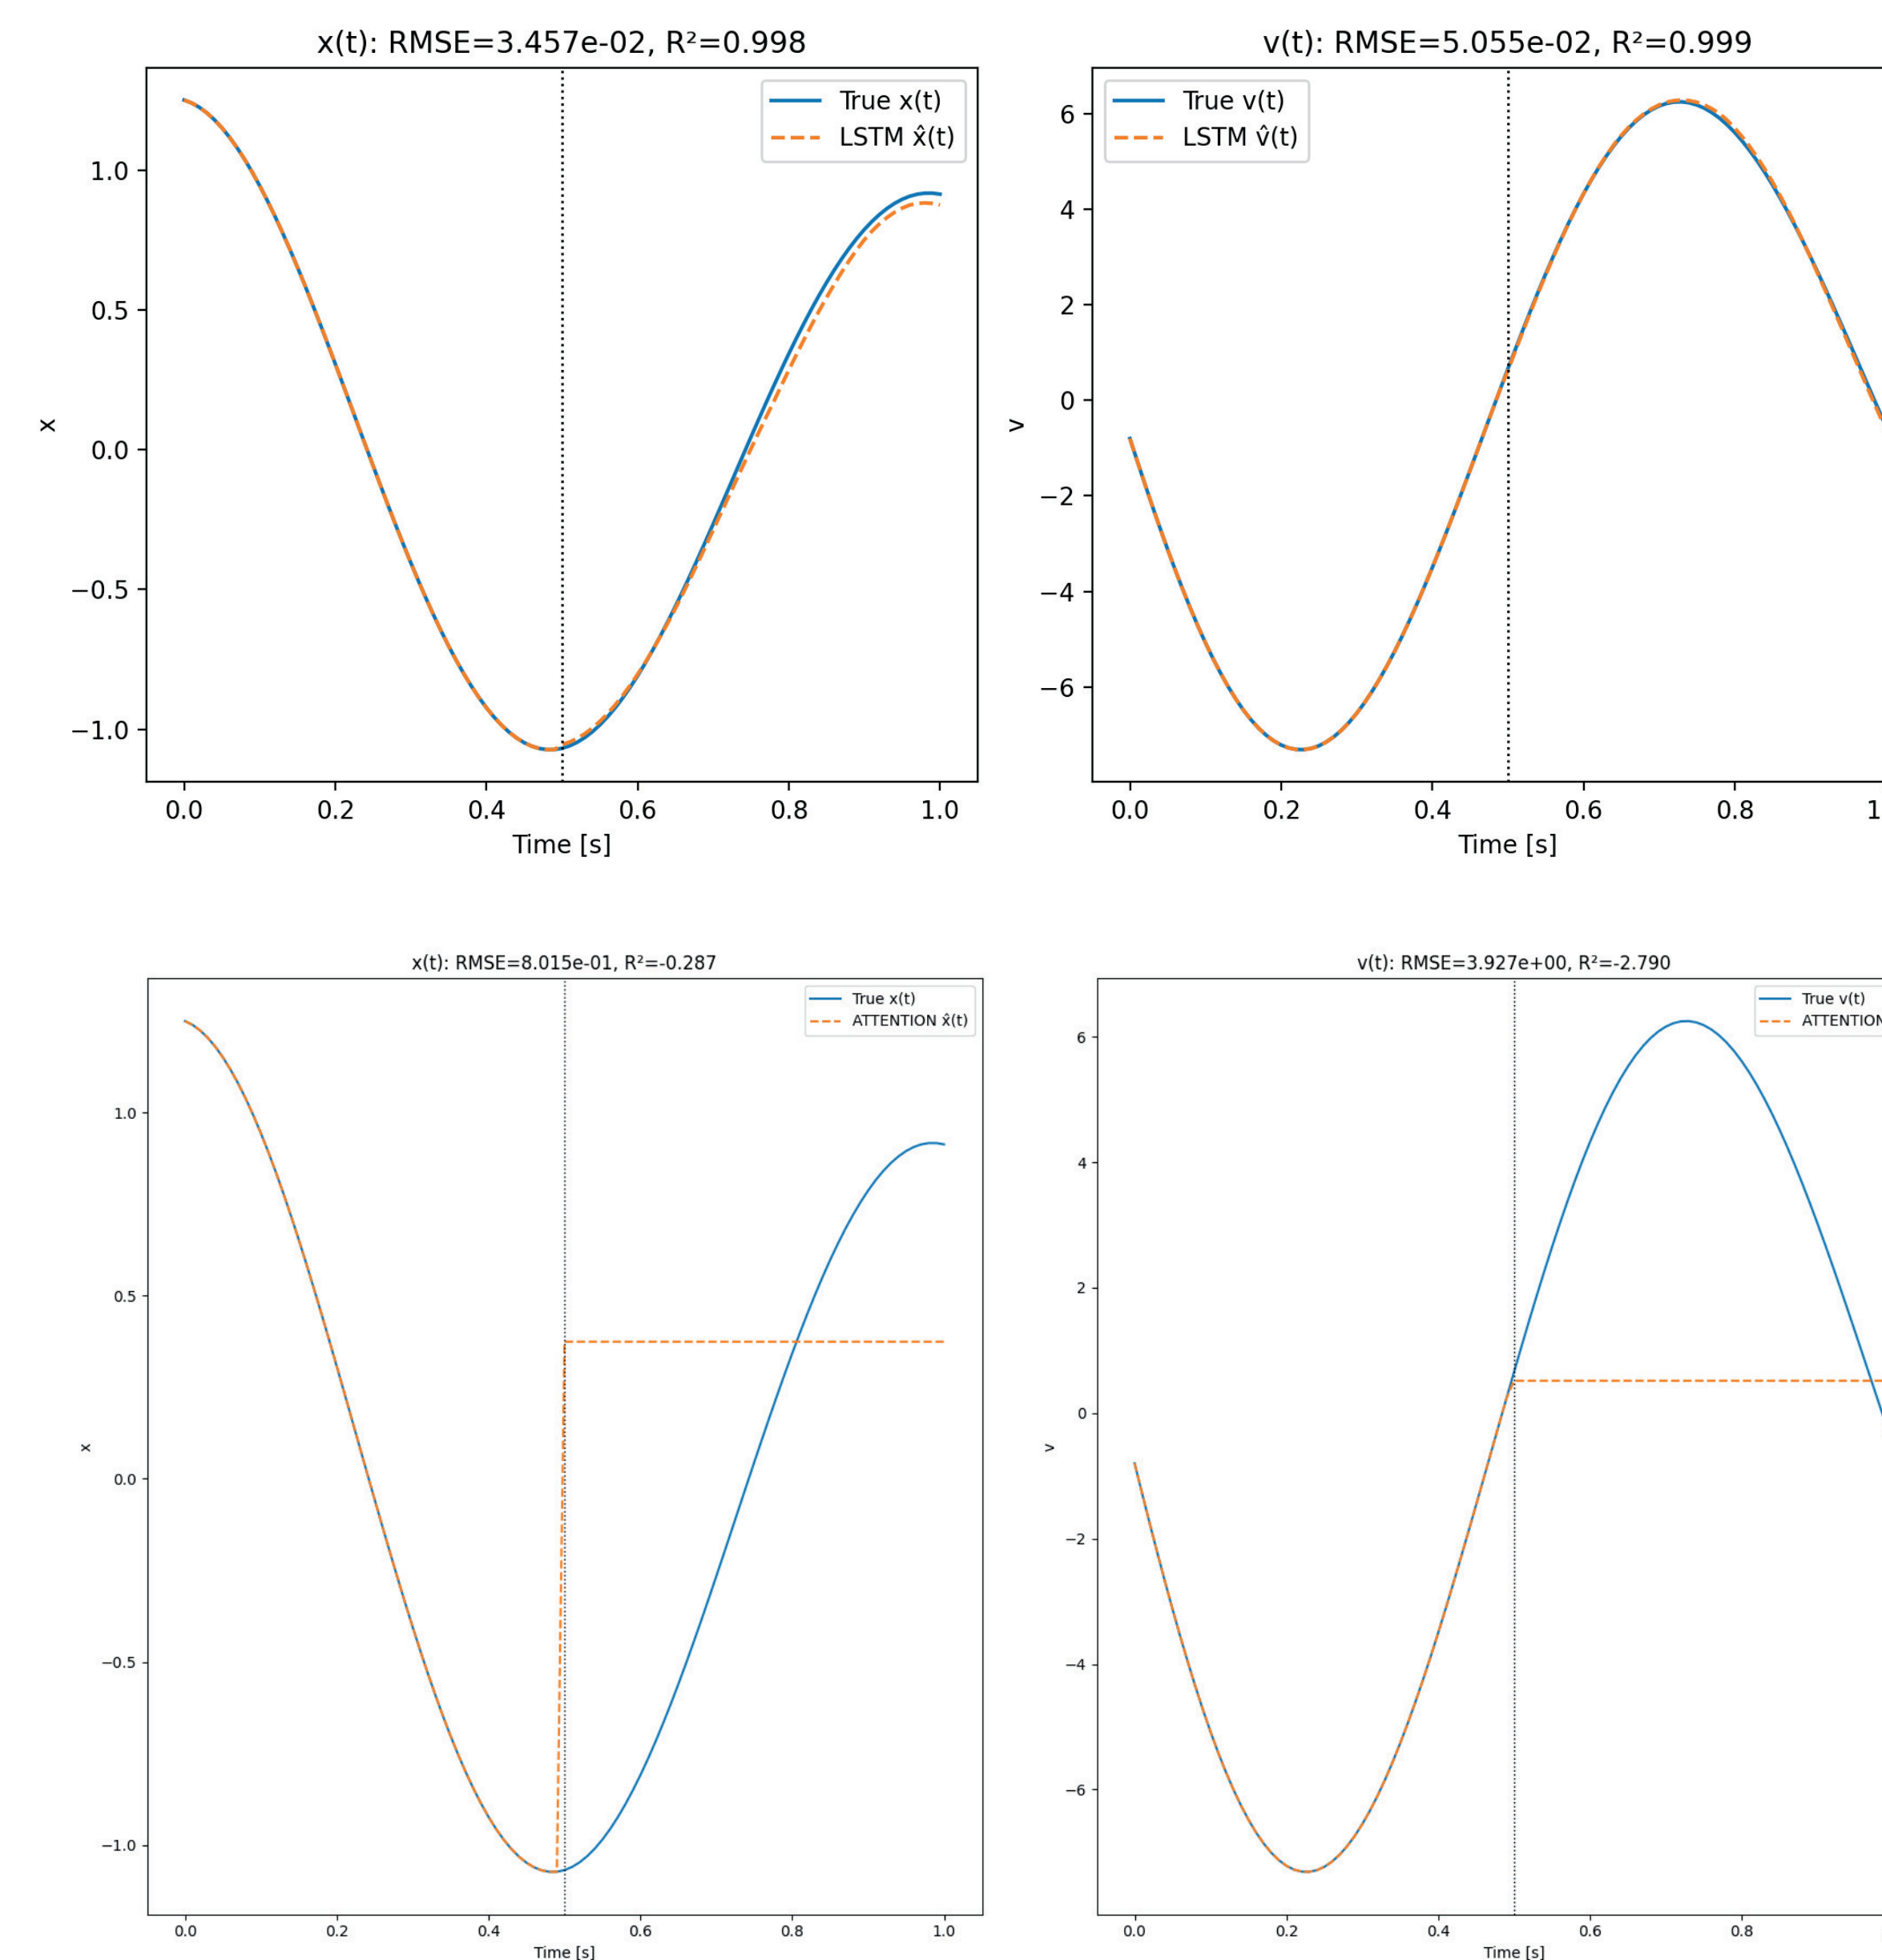 x(t): RMSE=3.457e-02, R²=0.998
True x(t)
LSTM x̂(t)
1.0
0.5
0.0
−0.5
−1.0
x
0.0 0.2 0.4 0.6 0.8 1.0
Time [s]
v(t): RMSE=5.055e-02, R²=0.999
True v(t)
LSTM v̂(t)
6
4
2
0
−2
−4
−6
v
0.0 0.2 0.4 0.6 0.8 1
Time [s]
x(t): RMSE=8.015e-01, R²=-0.287
True x(t)
ATTENTION x̂(t)
1.0
0.5
0.0
−0.5
−1.0
x
0.0 0.2 0.4 0.6 0.8 1.0
Time [s]
v(t): RMSE=3.927e+00, R²=-2.790
True v(t)
ATTENTION
6
4
2
0
−2
−4
−6
v
0.0 0.2 0.4 0.6 0.8
Time [s]